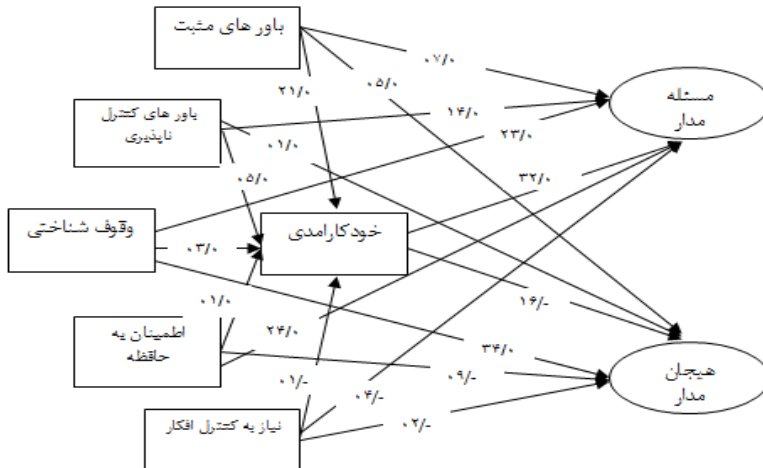 باور های مثبت
۰۷/۰
۰۵/۰
۲۱/۰
مسئله
مدار
باور های کنترل
ناپذیری
۱۴/۰
۰۱/۰
۲۳/۰
۰۵/۰
۳۲/۰
وقوف شناختی
خودکارامدی
۰۳/۰
۱۶/-
۰۱/۰
اطمینان به
حافظه
۲۴/۰
۳۴/۰
هیجان
مدار
۰۹/-
۰۱/-
۰۴/-
۰۲/-
نیاز به کنترل افکار